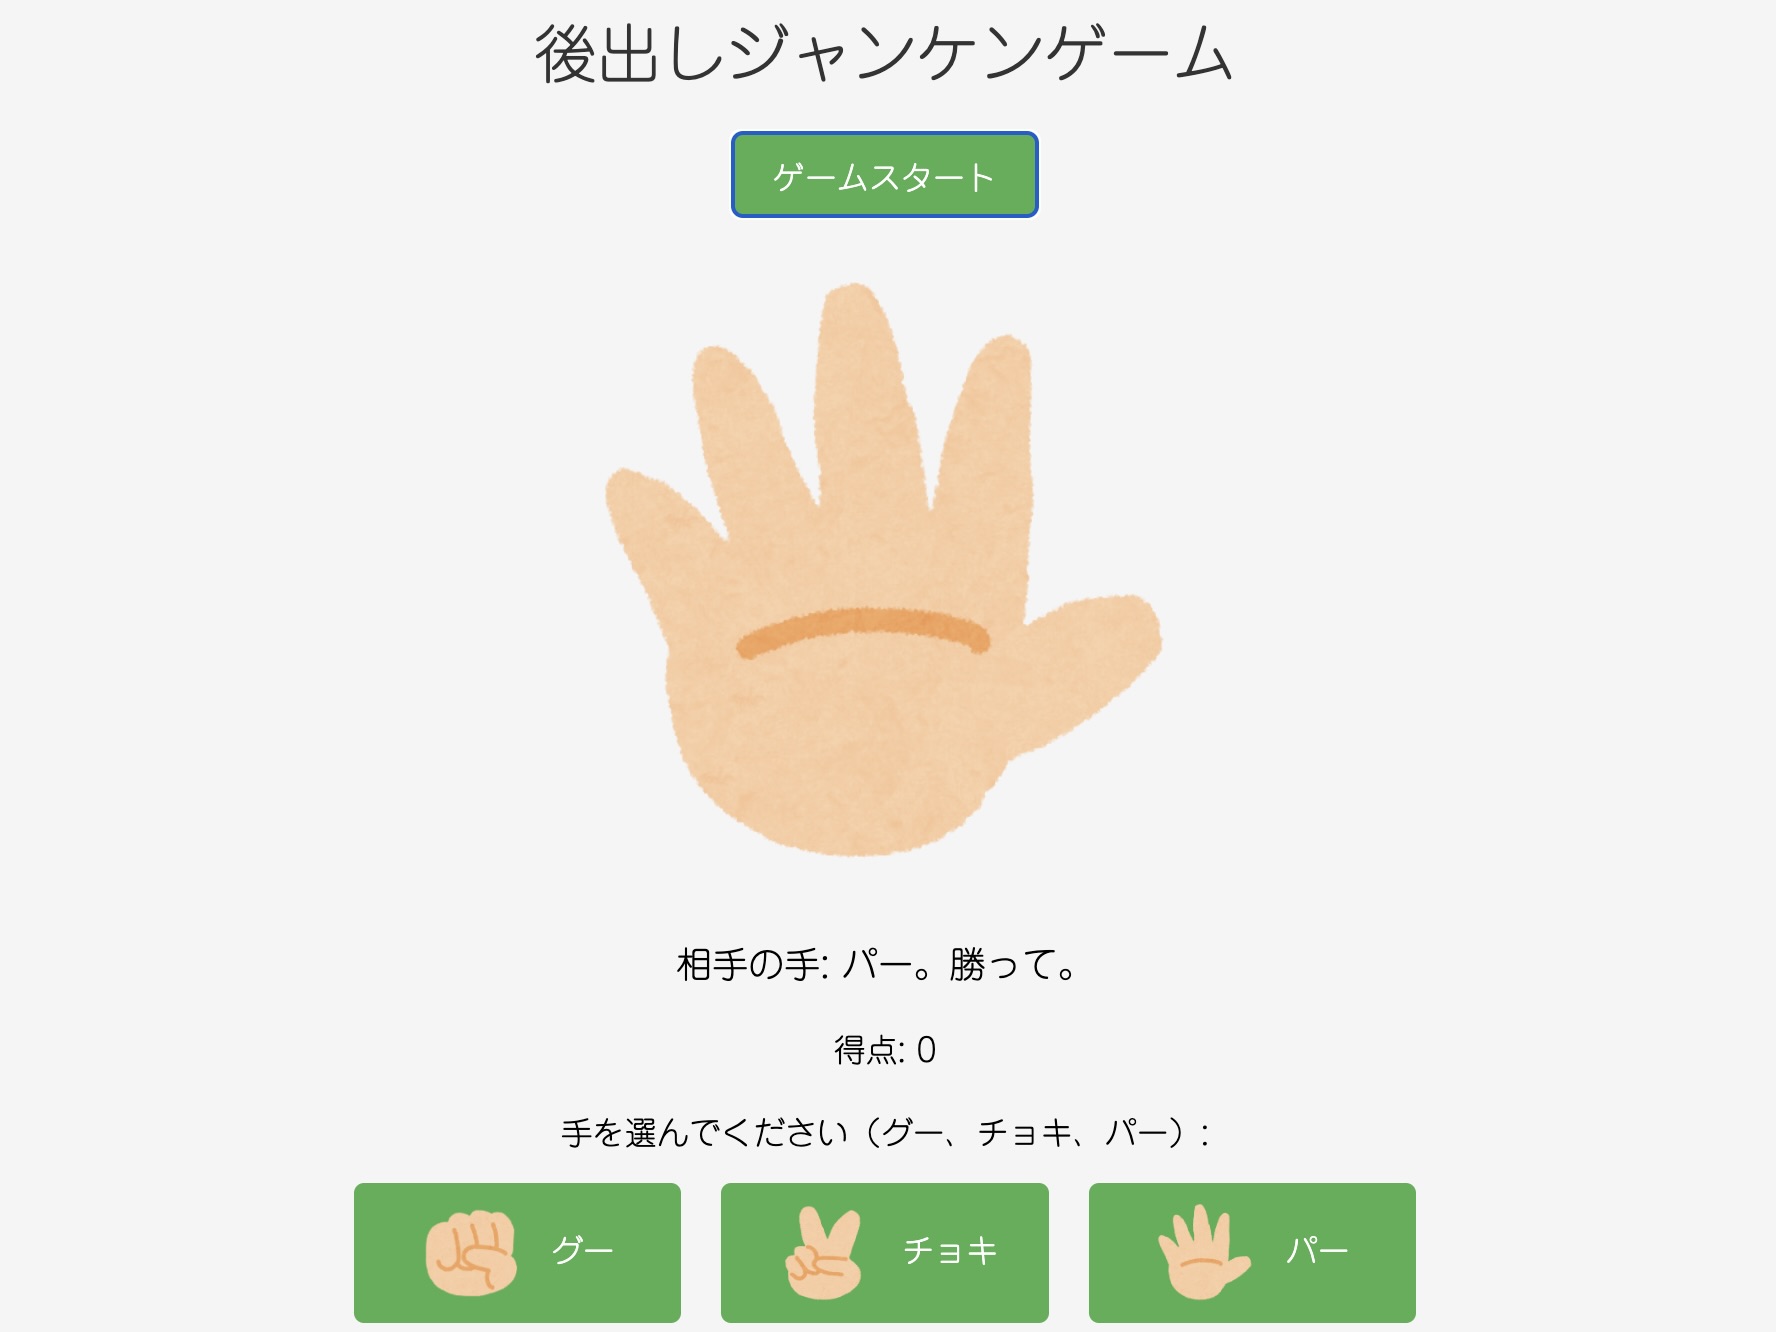 後出しジャンケンゲーム
ゲームスタート
相手の手: パー。勝って。
得点: 0
手を選んでください（グー、チョキ、パー）:
グー
チョキ
パー